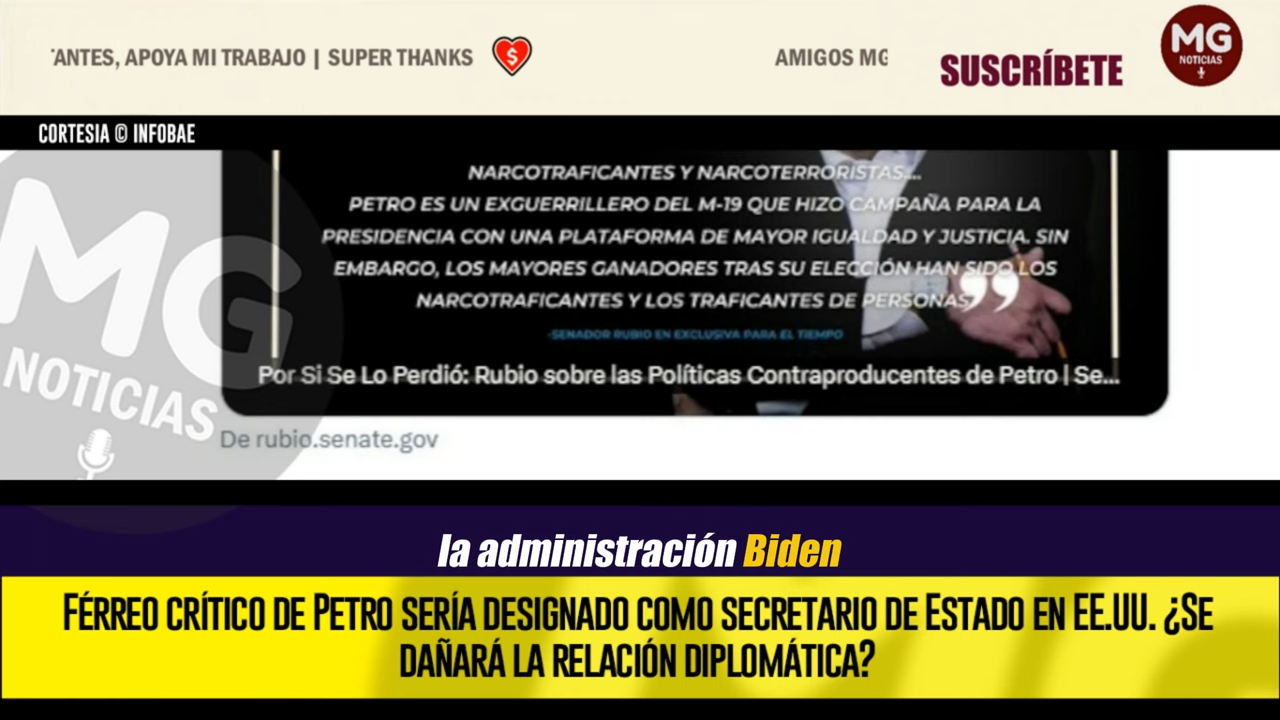 'ANTES, APOYA MI TRABAJO | SUPER THANKS
$
AMIGOS MG
SUSCRÍBETE
MG
NOTICIAS
CORTESIA © INFOBAE
NARCOTRAFICANTES Y NARCOTERRORISTAS....
PETRO ES UN EXGUERRILLERO DEL M-19 QUE HIZO CAMPAÑA PARA LA
PRESIDENCIA CON UNA PLATAFORMA DE MAYOR IGUALDAD Y JUSTICIA. SIN
EMBARGO, LOS MAYORES GANADORES TRAS SU ELECCIÓN HAN SIDO LOS
NARCOTRAFICANTES Y LOS TRAFICANTES DE PERSONAS”
-SENADOR RUBIO EN EXCLUSIVA PARA EL TIEMPO
Por Si Se Lo Perdió: Rubio sobre las Políticas Contraproducentes de Petro | Se...
De rubio.senate.gov
MG
NOTICIAS
la administración Biden
FÉRREO CRÍTICO DE PETRO SERÍA DESIGNADO COMO SECRETARIO DE ESTADO EN EE.UU. ¿SE
DAÑARÁ LA RELACIÓN DIPLOMÁTICA?